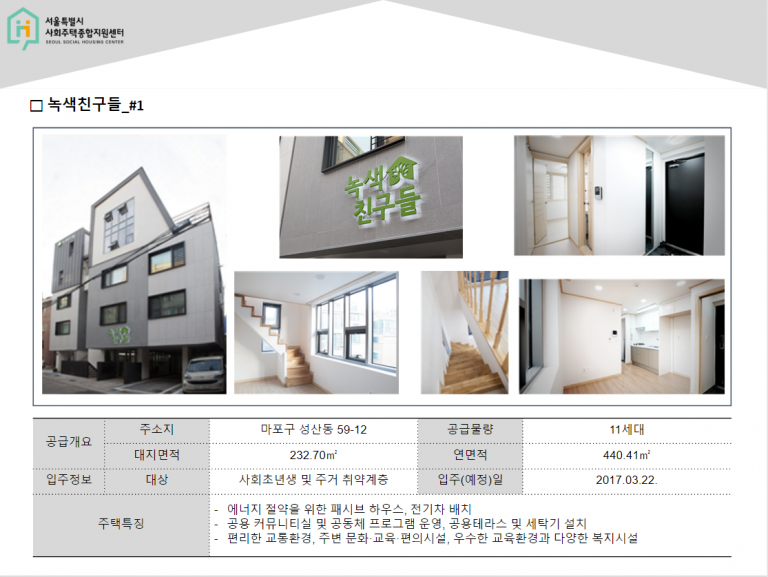 서울특별시
사회주택종합지원센터
SEOUL SOCIAL HOUSING CENTER
□ 녹색친구들_#1
녹색
친구들
공급개요 주소지 마포구 성산동 59-12 공급물량 11세대
대지면적 232.70㎡ 연면적 440.41㎡
입주정보 대상 사회초년생 및 주거 취약계층 입주(예정)일 2017.03.22.
주택특징
- 에너지 절약을 위한 패시브 하우스, 전기차 배치
- 공용 커뮤니티실 및 공동체 프로그램 운영, 공용테라스 및 세탁기 설치
- 편리한 교통환경, 주변 문화·교육·편의시설, 우수한 교육환경과 다양한 복지시설